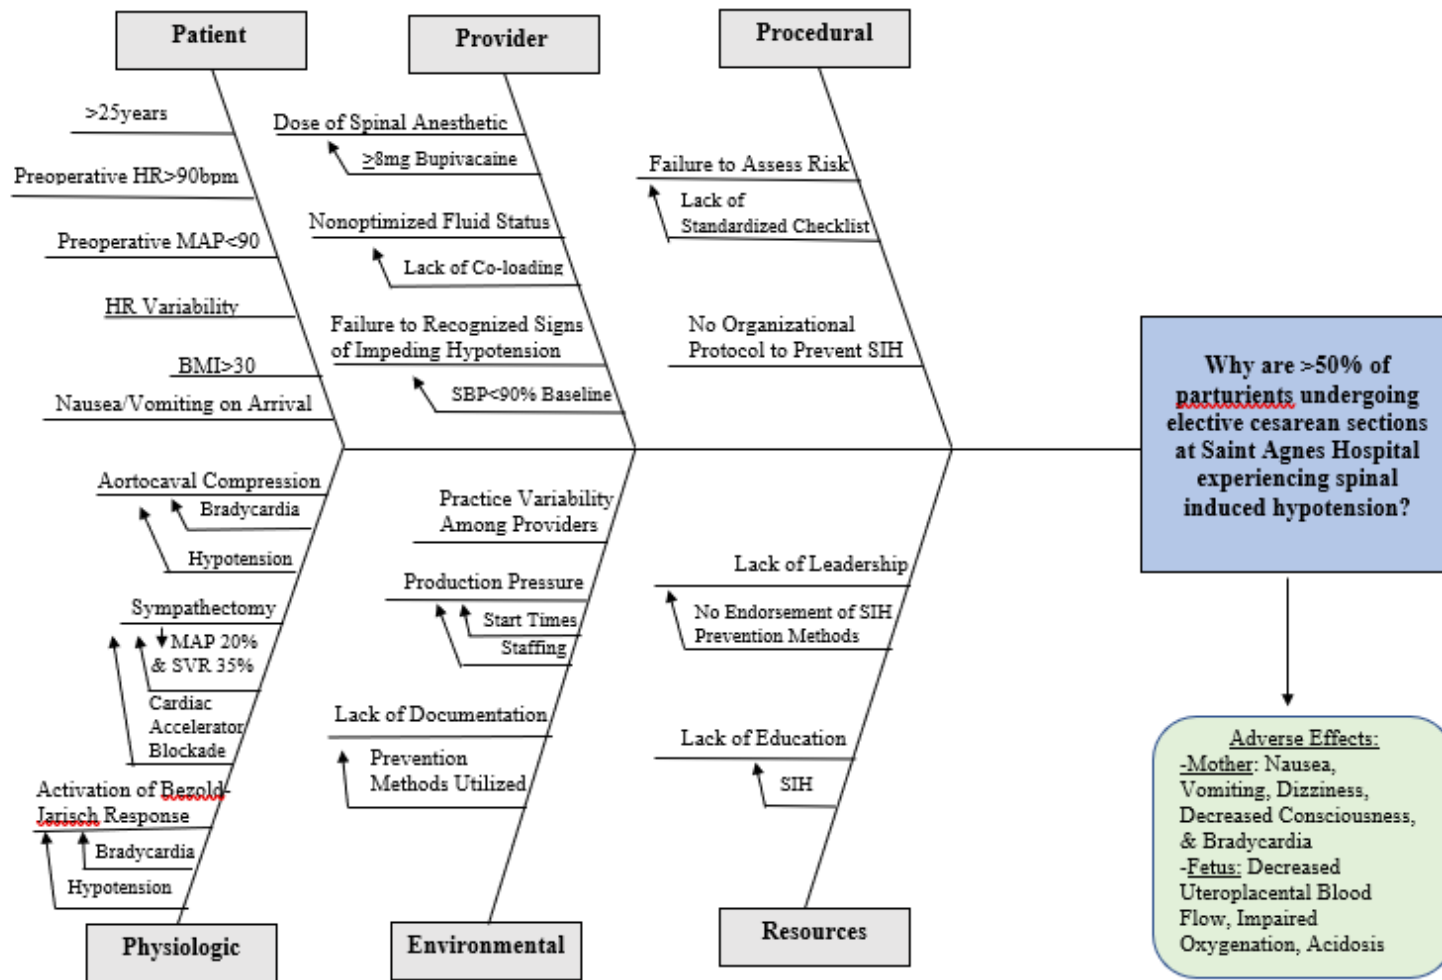 Patient
>25years
Preoperative HR>90bpm
Preoperative MAP<90
HR Variability
BMI>30
Nausea/Vomiting on Arrival
Provider
Dose of Spinal Anesthetic
≥8mg Bupivacaine
Nonoptimized Fluid Status
Lack of Co-loading
Failure to Recognized Signs
of Impeding Hypotension
SBP<90% Baseline
Procedural
Failure to Assess Risk
Lack of
Standardized Checklist
No Organizational
Protocol to Prevent SIH
Why are >50% of
parturients undergoing
elective cesarean sections
at Saint Agnes Hospital
experiencing spinal
induced hypotension?
Aortocaval Compression
Bradycardia
Hypotension
Sympathectomy
↓MAP 20%
& SVR 35%
Cardiac
Accelerator
Blockade
Activation of Bezold-
Jarisch Response
Bradycardia
Hypotension
Physiologic
Practice Variability
Among Providers
Production Pressure
Start Times
Staffing
Lack of Documentation
Prevention
Methods Utilized
Environmental
Lack of Leadership
No Endorsement of SIH
Prevention Methods
Lack of Education
SIH
Resources
Adverse Effects:
-Mother: Nausea,
Vomiting, Dizziness,
Decreased Consciousness,
& Bradycardia
-Fetus: Decreased
Uteroplacental Blood
Flow, Impaired
Oxygenation, Acidosis